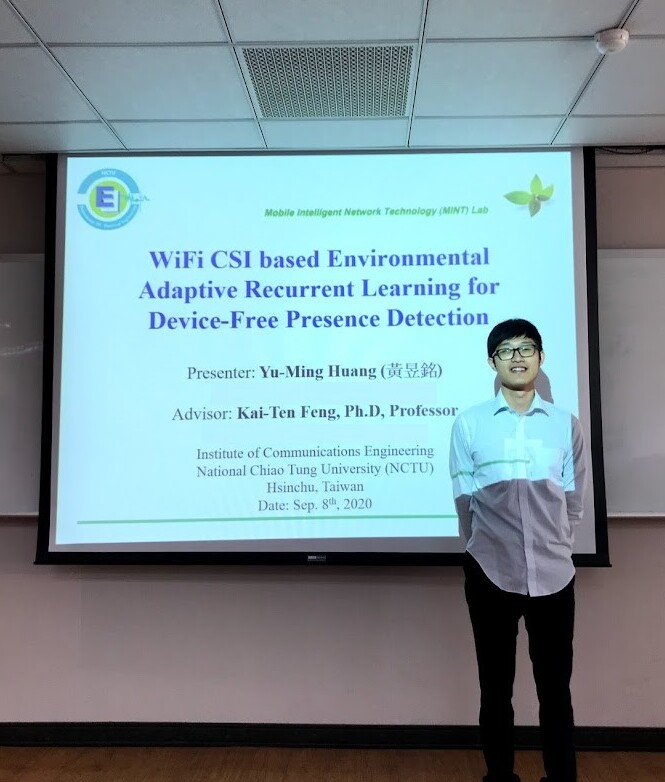 NCTU
E
Mobile Intelligent Network Technology (MINT) Lab
WiFi CSI based Environmental
Adaptive Recurrent Learning for
Device-Free Presence Detection
Presenter: Yu-Ming Huang (黃昱銘)
Advisor: Kai-Ten Feng, Ph.D, Professor
Institute of Communications Engineering
National Chiao Tung University (NCTU)
Hsinchu, Taiwan
Date: Sep. 8th, 2020